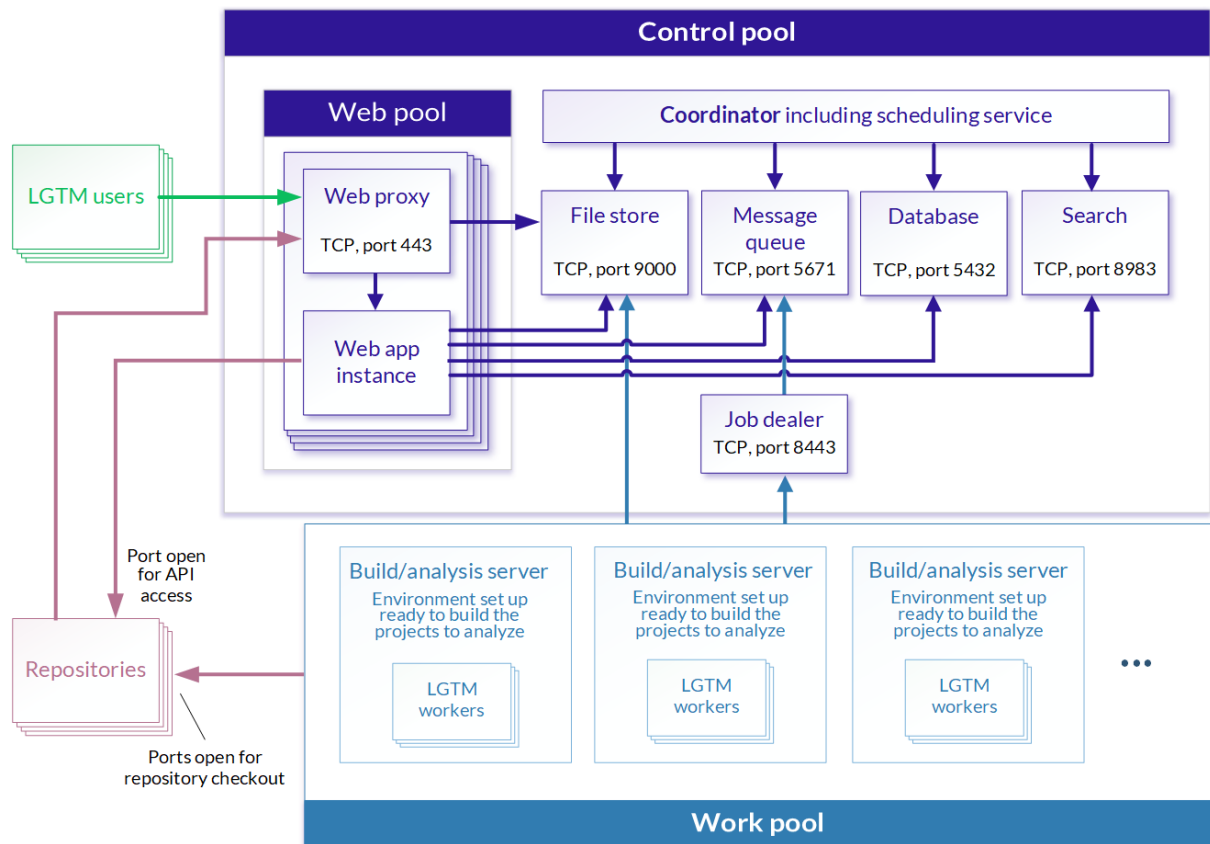 Control pool
Web pool
Coordinator including scheduling service
LGTM users
Web proxy
TCP, port 443
File store
TCP, port 9000
Message
queue
TCP, port 5671
Database
TCP, port 5432
Search
TCP, port 8983
Web app
instance
Job dealer
TCP, port 8443
Port open
for API
access
Repositories
Ports open for
repository checkout
Build/analysis server
Environment set up
ready to build the
projects to analyze
LGTM
workers
Build/analysis server
Environment set up
ready to build the
projects to analyze
LGTM
workers
Build/analysis server
Environment set up
ready to build the
projects to analyze
LGTM
workers
...
Work pool